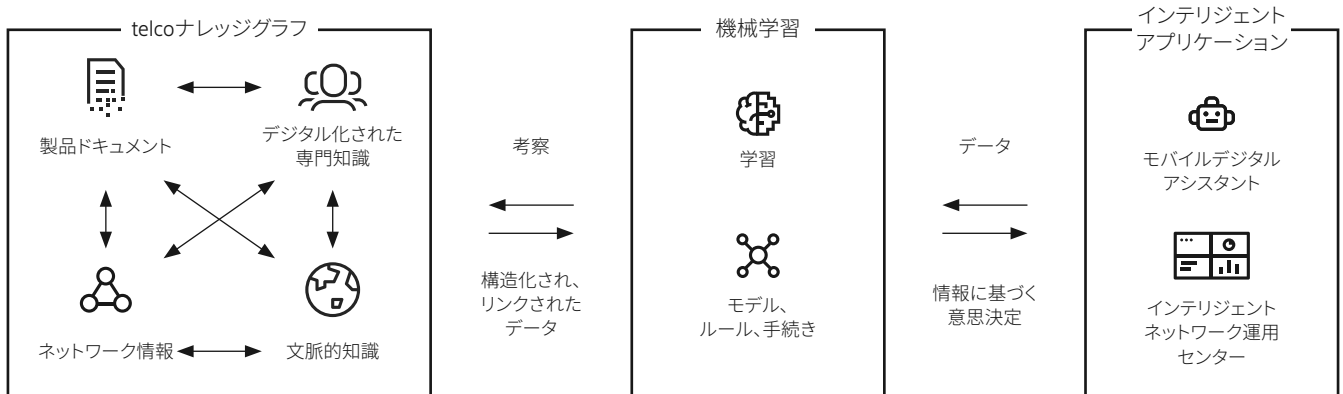 telcoナレッジグラフ
製品ドキュメント
デジタル化された
専門知識
ネットワーク情報
文脈的知識
考察
構造化され、
リンクされた
データ
機械学習
学習
モデル、
ルール、手続き
データ
情報に基づく
意思決定
インテリジェント
アプリケーション
モバイルデジタル
アシスタント
インテリジェント
ネットワーク運用
センター